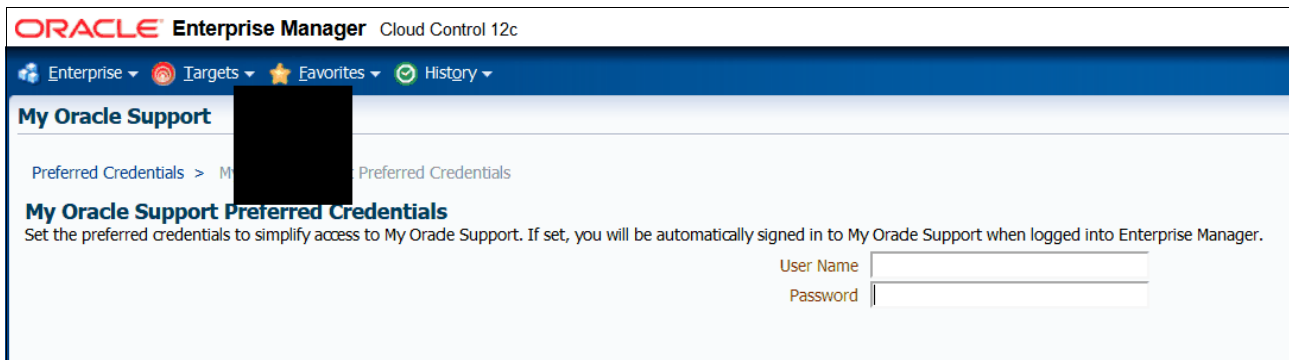 ORACLE Enterprise Manager Cloud Control 12c
Enterprise Targets Favorites History
My Oracle Support
Preferred Credentials > Preferred Credentials
My Oracle Support Preferred Credentials
Set the preferred credentials to simplify access to My Oracle Support. If set, you will be automatically signed in to My Oracle Support when logged into Enterprise Manager.
User Name
Password